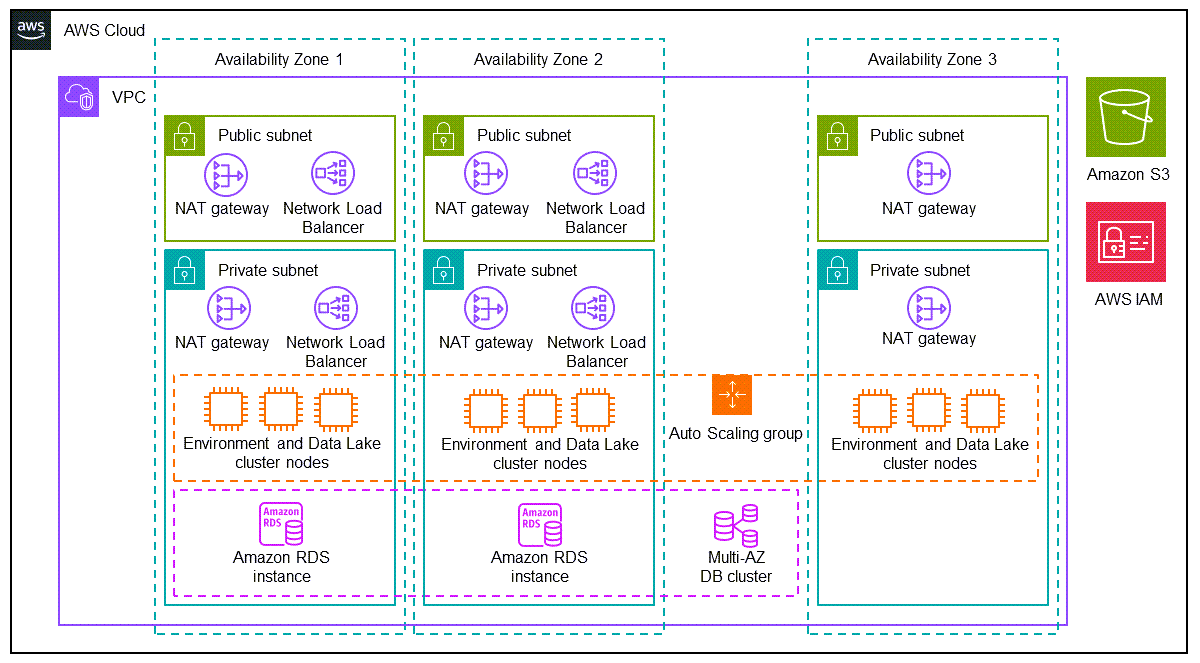 aws
AWS Cloud
Availability Zone 1
Availability Zone 2
Availability Zone 3
VPC
Public subnet
NAT gateway
Network Load
Balancer
Public subnet
NAT gateway
Network Load
Balancer
Public subnet
NAT gateway
Amazon S3
AWS IAM
Private subnet
NAT gateway
Network Load
Balancer
Private subnet
NAT gateway
Network Load
Balancer
Private subnet
NAT gateway
Environment and Data Lake
cluster nodes
Environment and Data Lake
cluster nodes
Auto Scaling group
Environment and Data Lake
cluster nodes
Amazon
RDS
Amazon RDS
instance
Amazon
RDS
Amazon RDS
instance
Multi-AZ
DB cluster